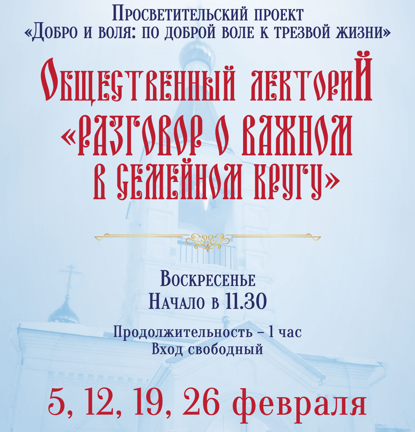 Просветительский проект
«Добро и воля: по доброй воле к трезвой жизни»
Общественный лекторий
«Разговор о важном
в семейном кругу»
Воскресенье
Начало в 11.30
Продолжительность – 1 час
Вход свободный
5, 12, 19, 26 февраля